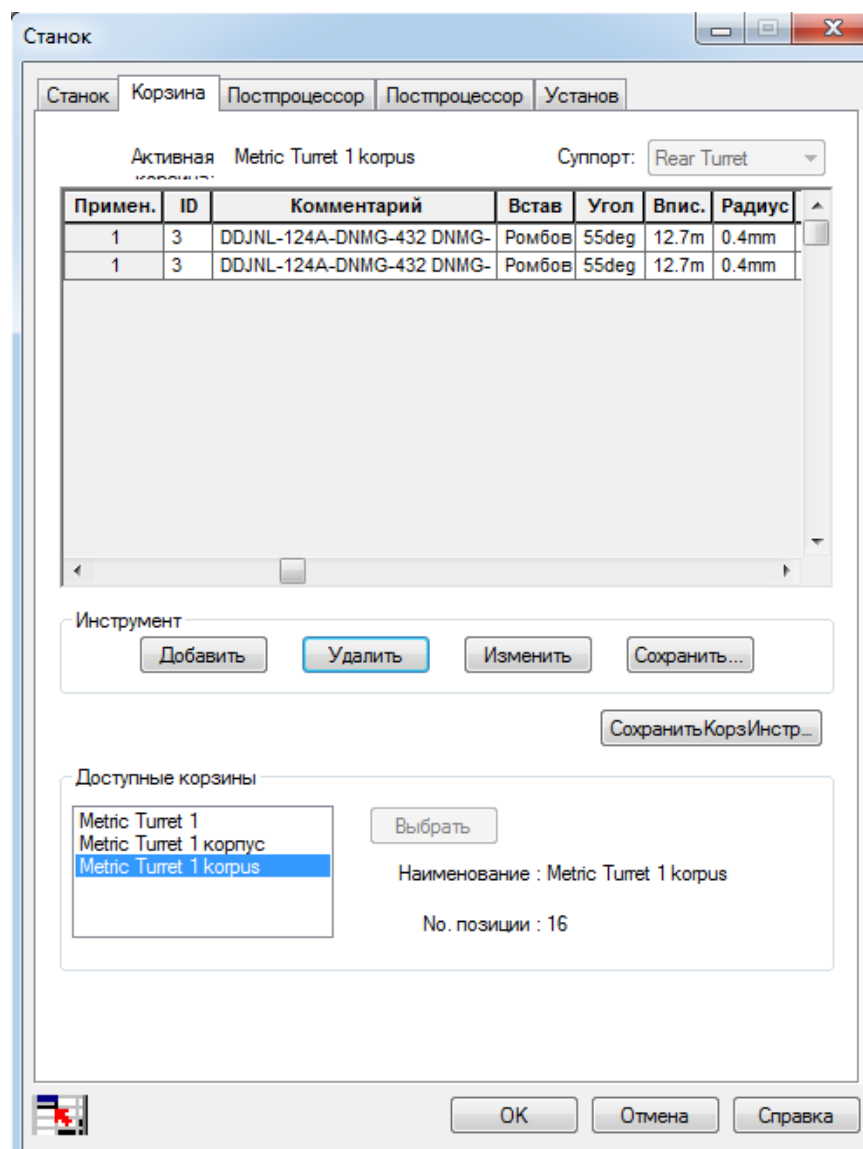 Станок
Станок Корзина Постпроцессор Постпроцессор Установ
Активная Metric Turret 1 korpus Суппорт: Rear Turret
корзина:
Примен. ID Комментарий Встав Угол Впис. Радиус
1 3 DDJNL-124A-DNMG-432 DNMG- Ромбов 55deg 12.7m 0.4mm
1 3 DDJNL-124A-DNMG-432 DNMG- Ромбов 55deg 12.7m 0.4mm
Инструмент
Добавить Удалить Изменить Сохранить...
СохранитьКорзИнстр...
Доступные корзины
Metric Turret 1
Metric Turret 1 корпус
Metric Turret 1 korpus
Выбрать
Наименование : Metric Turret 1 korpus
No. позиции : 16
OK Отмена Справка